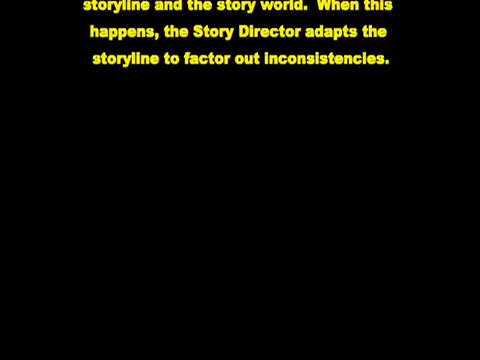 storyline and the story world.  When this
happens, the Story Director adapts the
storyline to factor out inconsistencies.